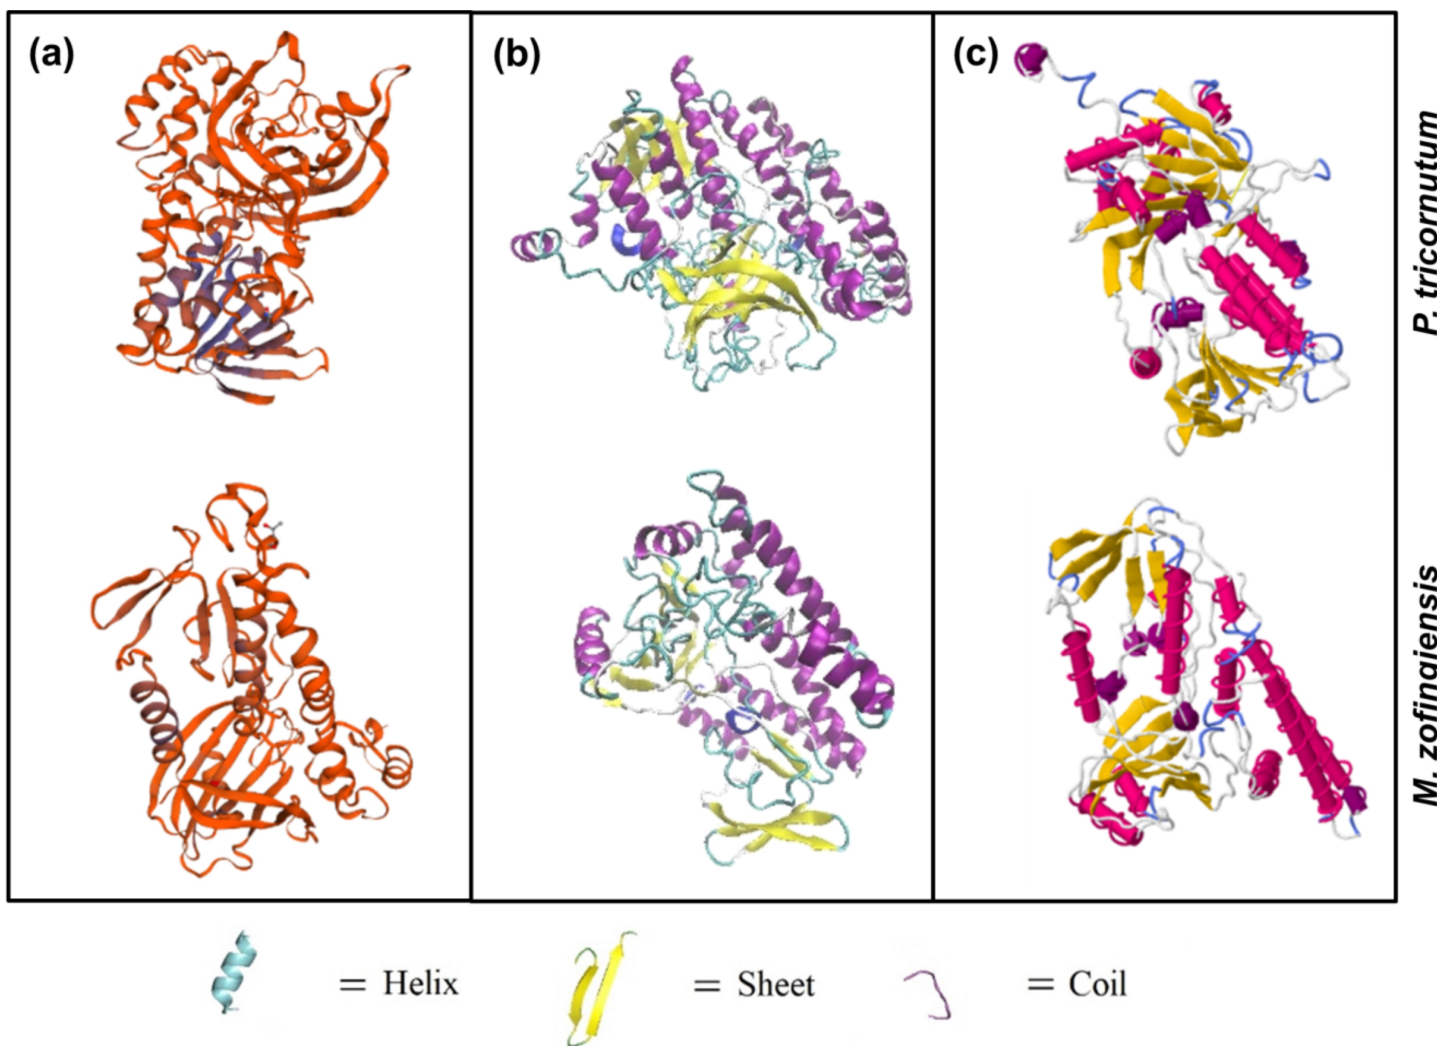 (a)
(b)
(c)
P. tricornutum
M. zofingiensis
= Helix
= Sheet
= Coil